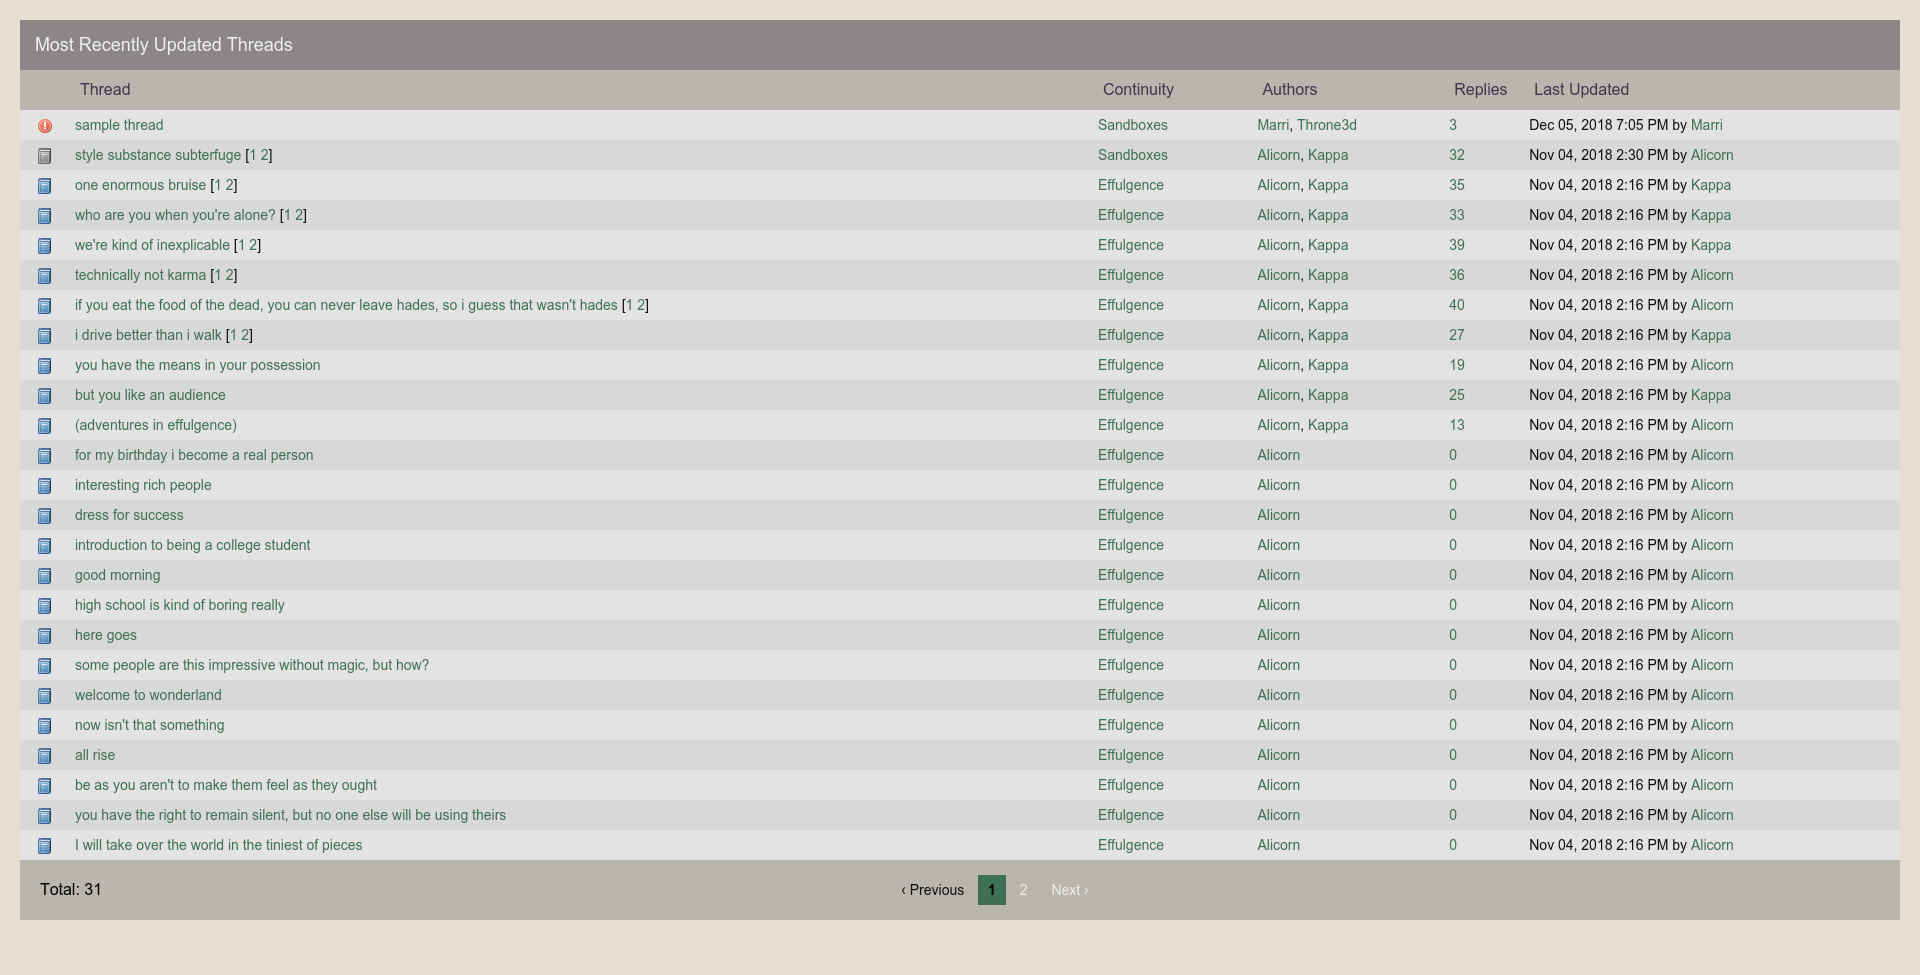 Most Recently Updated Threads
Thread Continuity Authors Replies Last Updated
sample thread Sandboxes Marri, Throne3d 3 Dec 05, 2018 7:05 PM by Marri
style substance subterfuge [1 2] Sandboxes Alicorn, Kappa 32 Nov 04, 2018 2:30 PM by Alicorn
one enormous bruise [1 2] Effulgence Alicorn, Kappa 35 Nov 04, 2018 2:16 PM by Kappa
who are you when you're alone? [1 2] Effulgence Alicorn, Kappa 33 Nov 04, 2018 2:16 PM by Kappa
we're kind of inexplicable [1 2] Effulgence Alicorn, Kappa 39 Nov 04, 2018 2:16 PM by Kappa
technically not karma [1 2] Effulgence Alicorn, Kappa 36 Nov 04, 2018 2:16 PM by Alicorn
if you eat the food of the dead, you can never leave hades, so i guess that wasn't hades [1 2] Effulgence Alicorn, Kappa 40 Nov 04, 2018 2:16 PM by Alicorn
i drive better than i walk [1 2] Effulgence Alicorn, Kappa 27 Nov 04, 2018 2:16 PM by Kappa
you have the means in your possession Effulgence Alicorn, Kappa 19 Nov 04, 2018 2:16 PM by Alicorn
but you like an audience Effulgence Alicorn, Kappa 25 Nov 04, 2018 2:16 PM by Kappa
(adventures in effulgence) Effulgence Alicorn, Kappa 13 Nov 04, 2018 2:16 PM by Alicorn
for my birthday i become a real person Effulgence Alicorn 0 Nov 04, 2018 2:16 PM by Alicorn
interesting rich people Effulgence Alicorn 0 Nov 04, 2018 2:16 PM by Alicorn
dress for success Effulgence Alicorn 0 Nov 04, 2018 2:16 PM by Alicorn
introduction to being a college student Effulgence Alicorn 0 Nov 04, 2018 2:16 PM by Alicorn
good morning Effulgence Alicorn 0 Nov 04, 2018 2:16 PM by Alicorn
high school is kind of boring really Effulgence Alicorn 0 Nov 04, 2018 2:16 PM by Alicorn
here goes Effulgence Alicorn 0 Nov 04, 2018 2:16 PM by Alicorn
some people are this impressive without magic, but how? Effulgence Alicorn 0 Nov 04, 2018 2:16 PM by Alicorn
welcome to wonderland Effulgence Alicorn 0 Nov 04, 2018 2:16 PM by Alicorn
now isn't that something Effulgence Alicorn 0 Nov 04, 2018 2:16 PM by Alicorn
all rise Effulgence Alicorn 0 Nov 04, 2018 2:16 PM by Alicorn
be as you aren't to make them feel as they ought Effulgence Alicorn 0 Nov 04, 2018 2:16 PM by Alicorn
you have the right to remain silent, but no one else will be using theirs Effulgence Alicorn 0 Nov 04, 2018 2:16 PM by Alicorn
I will take over the world in the tiniest of pieces Effulgence Alicorn 0 Nov 04, 2018 2:16 PM by Alicorn
Total: 31 ‹ Previous 1 2 Next ›